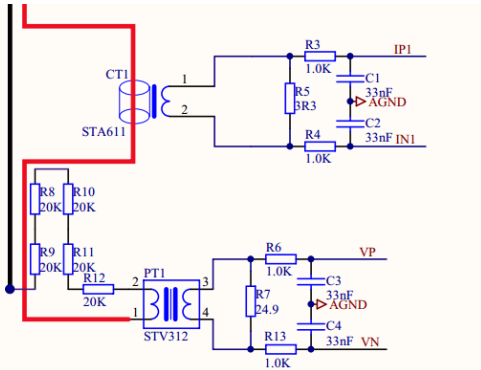 R3
IP1
1.0K
CT1
1
C1
33nF
R5
3R3
AGND
STA611
2
C2
33nF
R4
IN1
1.0K
R8
R10
20K
20K
R9
R11
20K
20K
R12
20K
PT1
2
3
1
4
STV312
R6
VP
1.0K
C3
33nF
R7
24.9
AGND
C4
33nF
R13
VN
1.0K